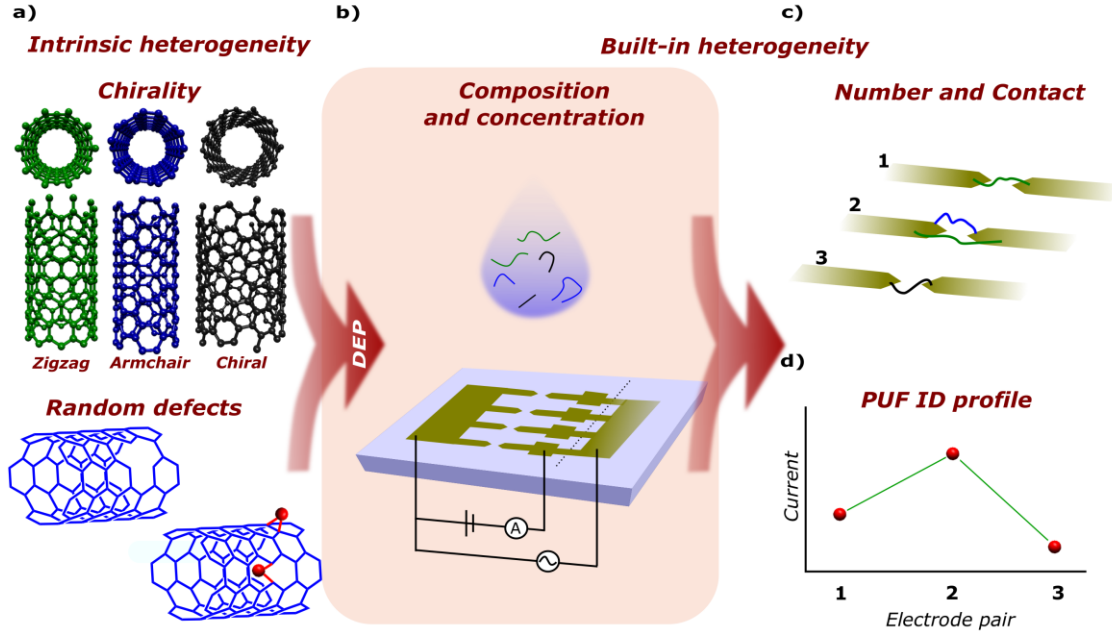 a)
Intrinsic heterogeneity
Chirality
Zigzag
Armchair
Chiral
Random defects
b)
Built-in heterogeneity
Composition
and concentration
DEP
A
c)
Number and Contact
1
2
3
d)
PUF ID profile
Current
1
2
3
Electrode pair